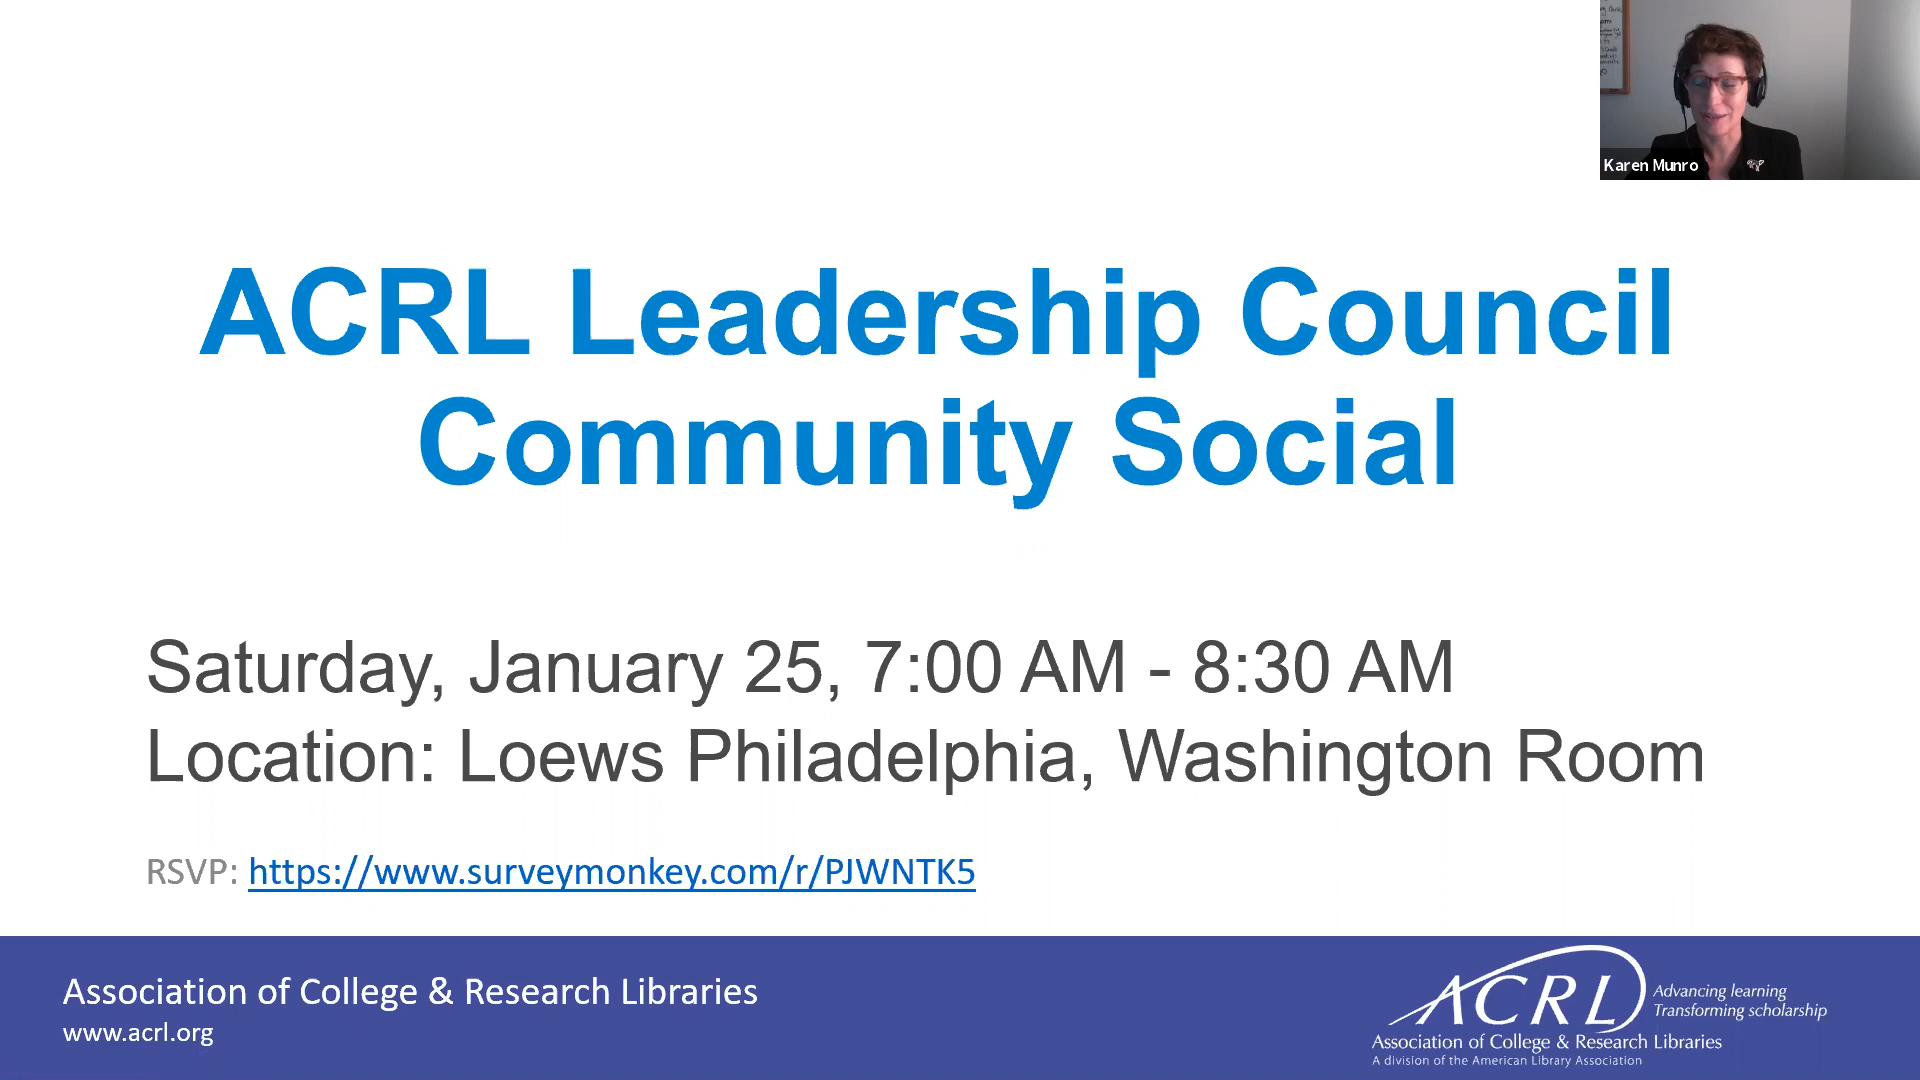 Karen Munro
ACRL Leadership Council
Community Social
Saturday, January 25, 7:00 AM - 8:30 AM
Location: Loews Philadelphia, Washington Room
RSVP: https://www.surveymonkey.com/r/PJWNTK5
Association of College & Research Libraries
www.acrl.org
ACRL
Advancing learning
Transforming scholarship
Association of College & Research Libraries
A division of the American Library Association